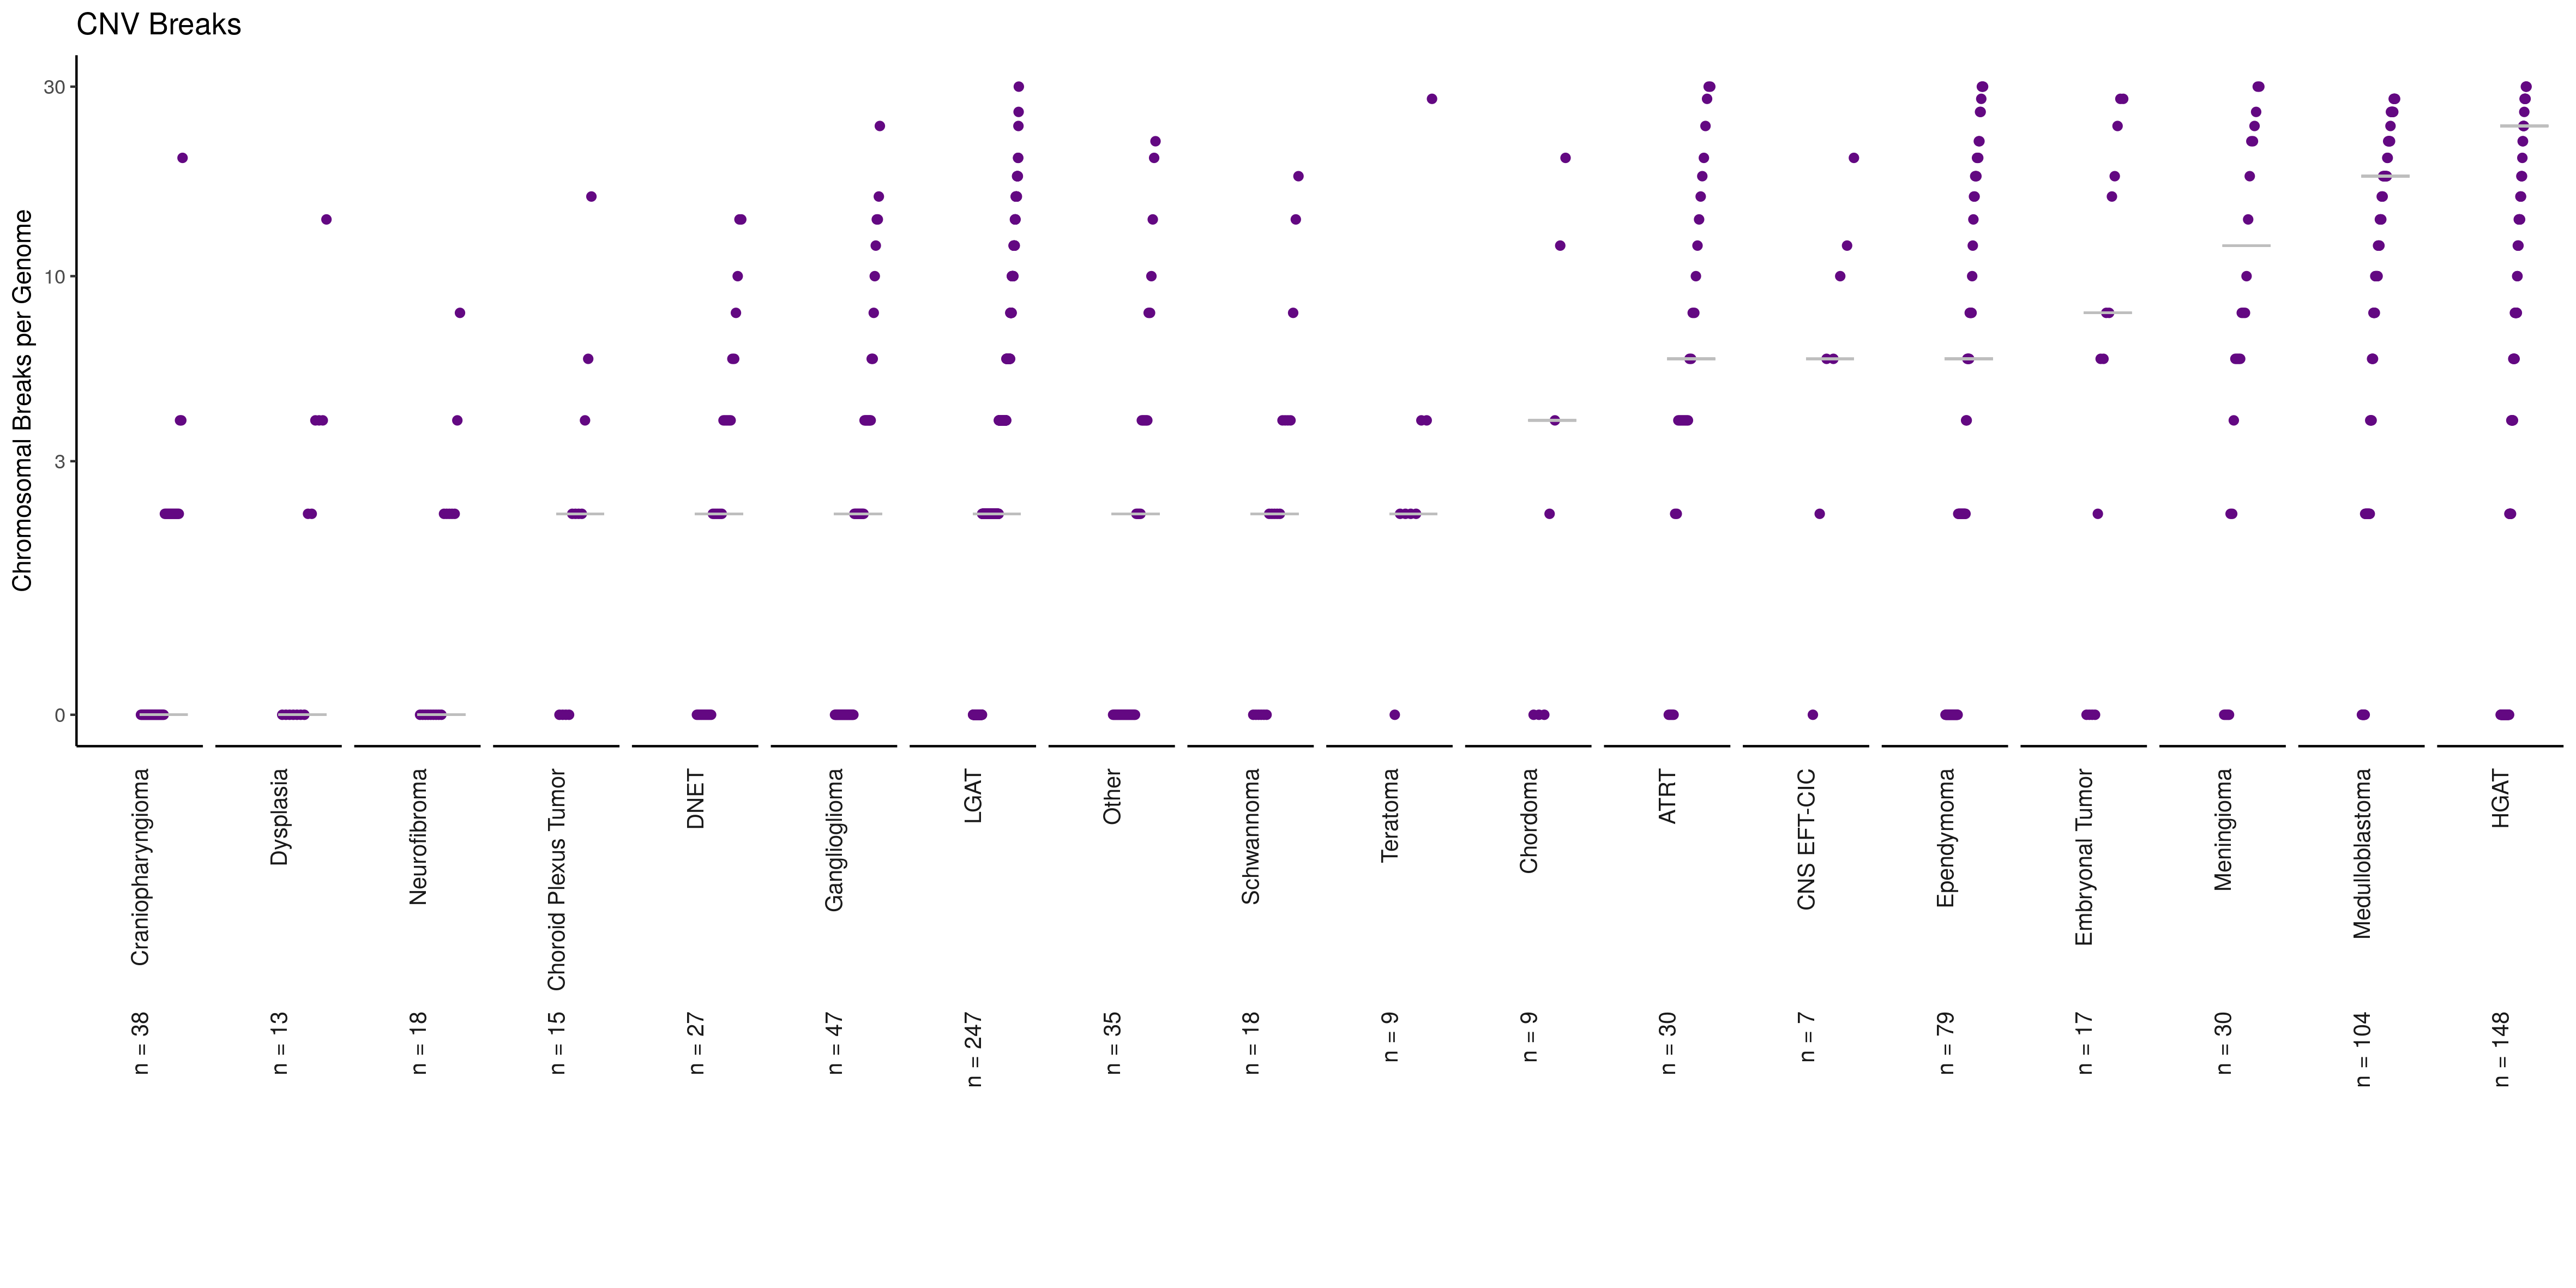 CNV Breaks
Chromosomal Breaks per Genome
30
10
3
0
Craniopharyngioma
Dysplasia
Neurofibroma
Choroid Plexus Tumor
DNET
Ganglioglioma
LGAT
Other
Schwannoma
Teratoma
Chordoma
ATRT
CNS EFT-CIC
Ependymoma
Embryonal Tumor
Meningioma
Medulloblastoma
HGAT
n = 38
n = 13
n = 18
n = 15
n = 27
n = 47
n = 247
n = 35
n = 18
n = 9
n = 9
n = 30
n = 7
n = 79
n = 17
n = 30
n = 104
n = 148